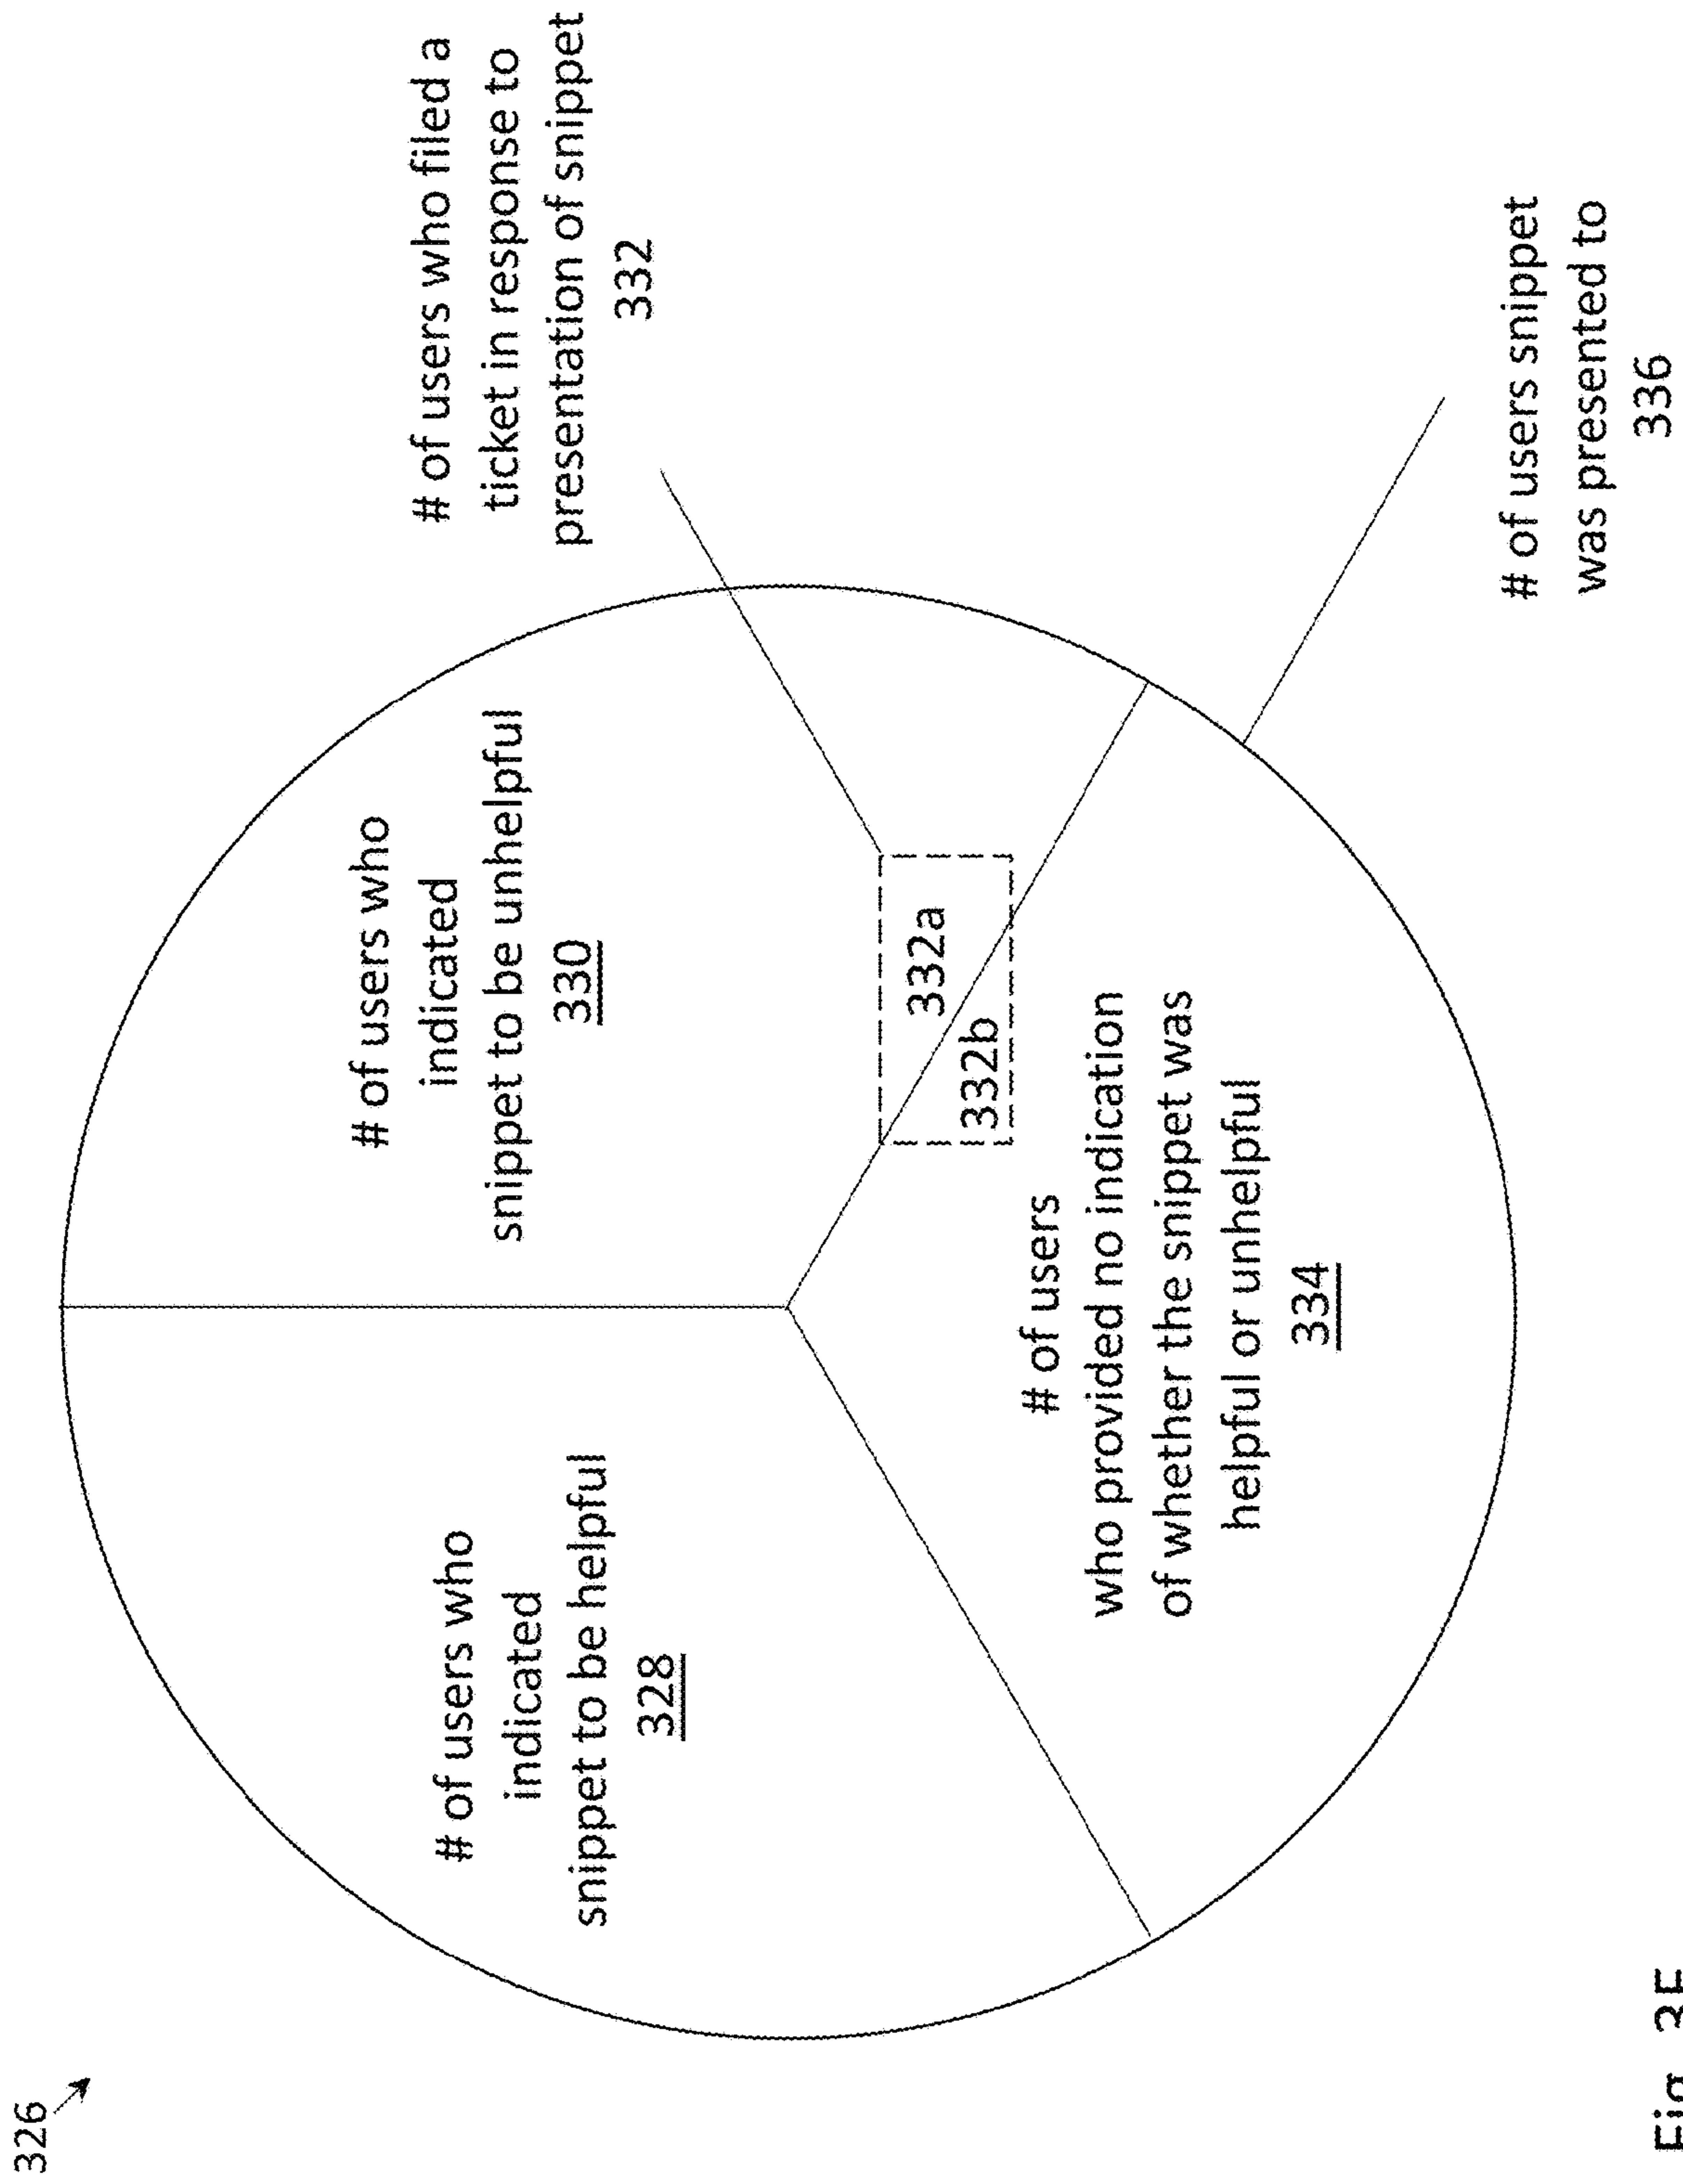 326
# of users who
indicated
snippet to be helpful
328
# of users who
indicated
snippet to be unhelpful
330
# of users who filed a
ticket in response to
presentation of snippet
332
332a
332b
# of users
who provided no indication
of whether the snippet was
helpful or unhelpful
334
# of users snippet
was presented to
336
Fig